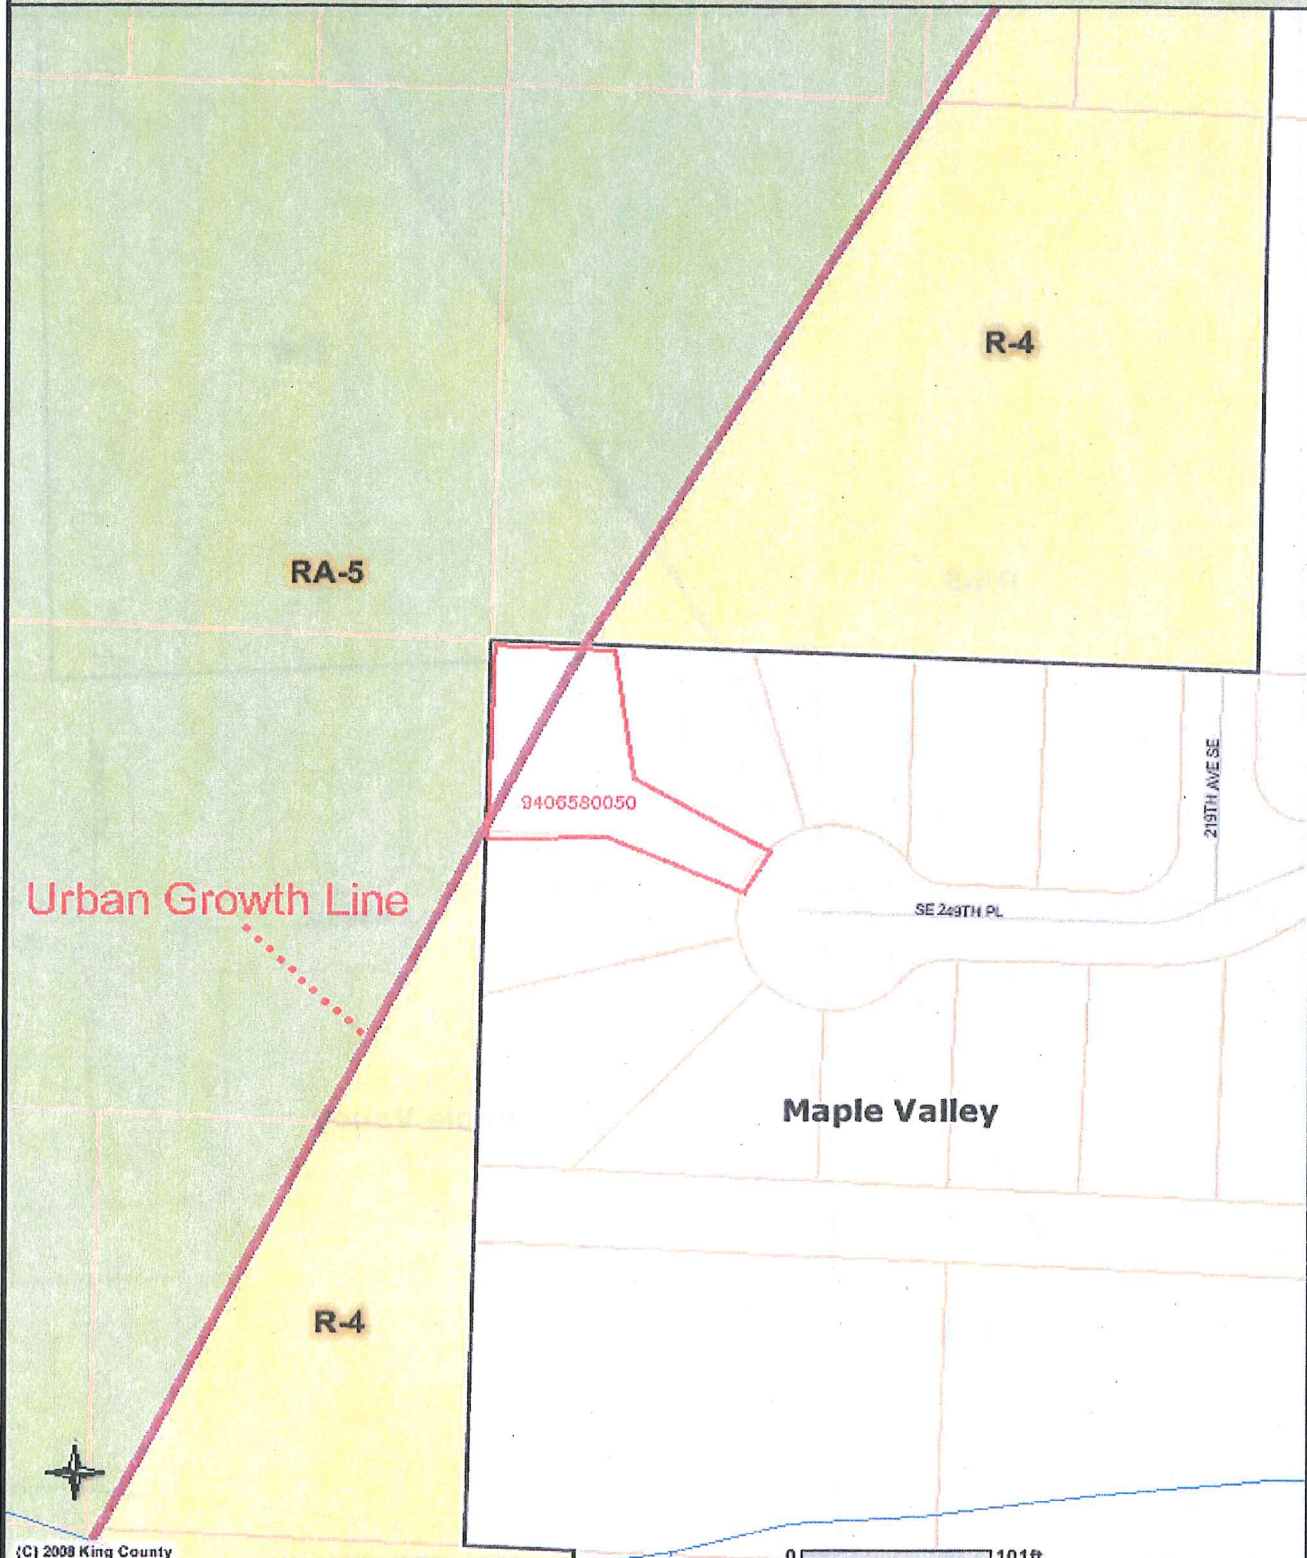 R-4
RA-5
9406580050
219TH AVE SE
Urban Growth Line
SE 249TH PL
Maple Valley
R-4
(C) 2008 King County
0 101ft